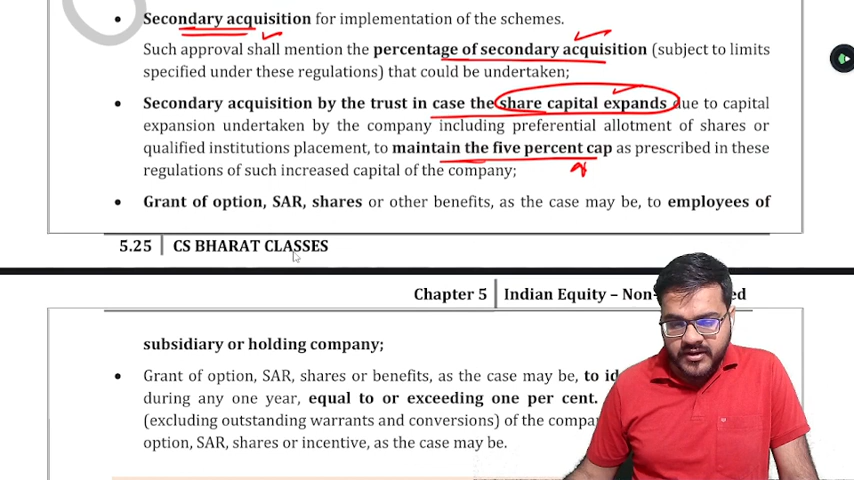 • Secondary acquisition for implementation of the schemes.
Such approval shall mention the percentage of secondary acquisition (subject to limits
specified under these regulations) that could be undertaken;
• Secondary acquisition by the trust in case the share capital expands due to capital
expansion undertaken by the company including preferential allotment of shares or
qualified institutions placement, to maintain the five percent cap as prescribed in these
regulations of such increased capital of the company;
• Grant of option, SAR, shares or other benefits, as the case may be, to employees of
5.25 | CS BHARAT CLASSES
Chapter 5 | Indian Equity – Non-
subsidiary or holding company;
• Grant of option, SAR, shares or benefits, as the case may be, to
during any one year, equal to or exceeding one per cent.
(excluding outstanding warrants and conversions) of the
option, SAR, shares or incentive, as the case may be.